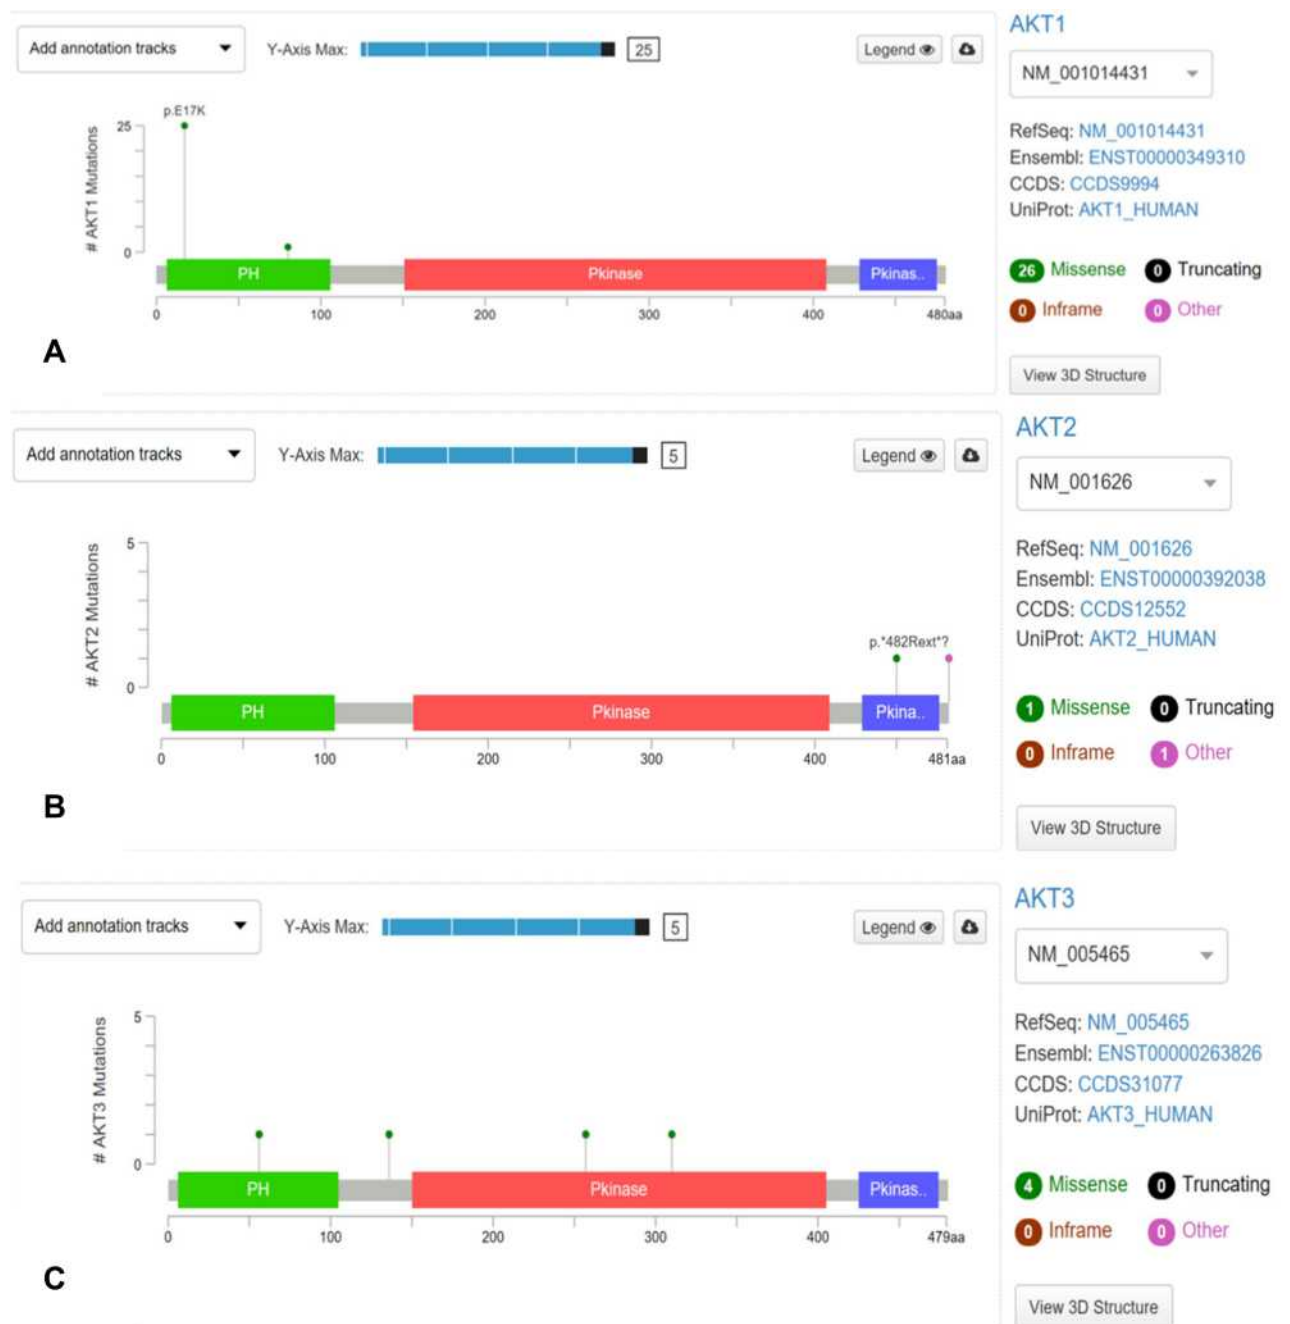 Add annotation tracks
Y-Axis Max:
25
Legend
AKT1
NM_001014431
RefSeq: NM_001014431
Ensembl: ENST00000349310
CCDS: CCDS9994
UniProt: AKT1_HUMAN
26 Missense
0 Truncating
0 Inframe
0 Other
View 3D Structure
p.E17K
# AKT1 Mutations
25
0
PH
Pkinase
Pkinas..
0
100
200
300
400
480aa
A
Add annotation tracks
Y-Axis Max:
5
Legend
AKT2
NM_001626
RefSeq: NM_001626
Ensembl: ENST00000392038
CCDS: CCDS12552
UniProt: AKT2_HUMAN
1 Missense
0 Truncating
0 Inframe
1 Other
View 3D Structure
# AKT2 Mutations
5
0
p.*482Rext*?
PH
Pkinase
Pkina..
0
100
200
300
400
481aa
B
Add annotation tracks
Y-Axis Max:
5
Legend
AKT3
NM_005465
RefSeq: NM_005465
Ensembl: ENST00000263826
CCDS: CCDS31077
UniProt: AKT3_HUMAN
4 Missense
0 Truncating
0 Inframe
0 Other
View 3D Structure
# AKT3 Mutations
5
0
PH
Pkinase
Pkinas..
0
100
200
300
400
479aa
C